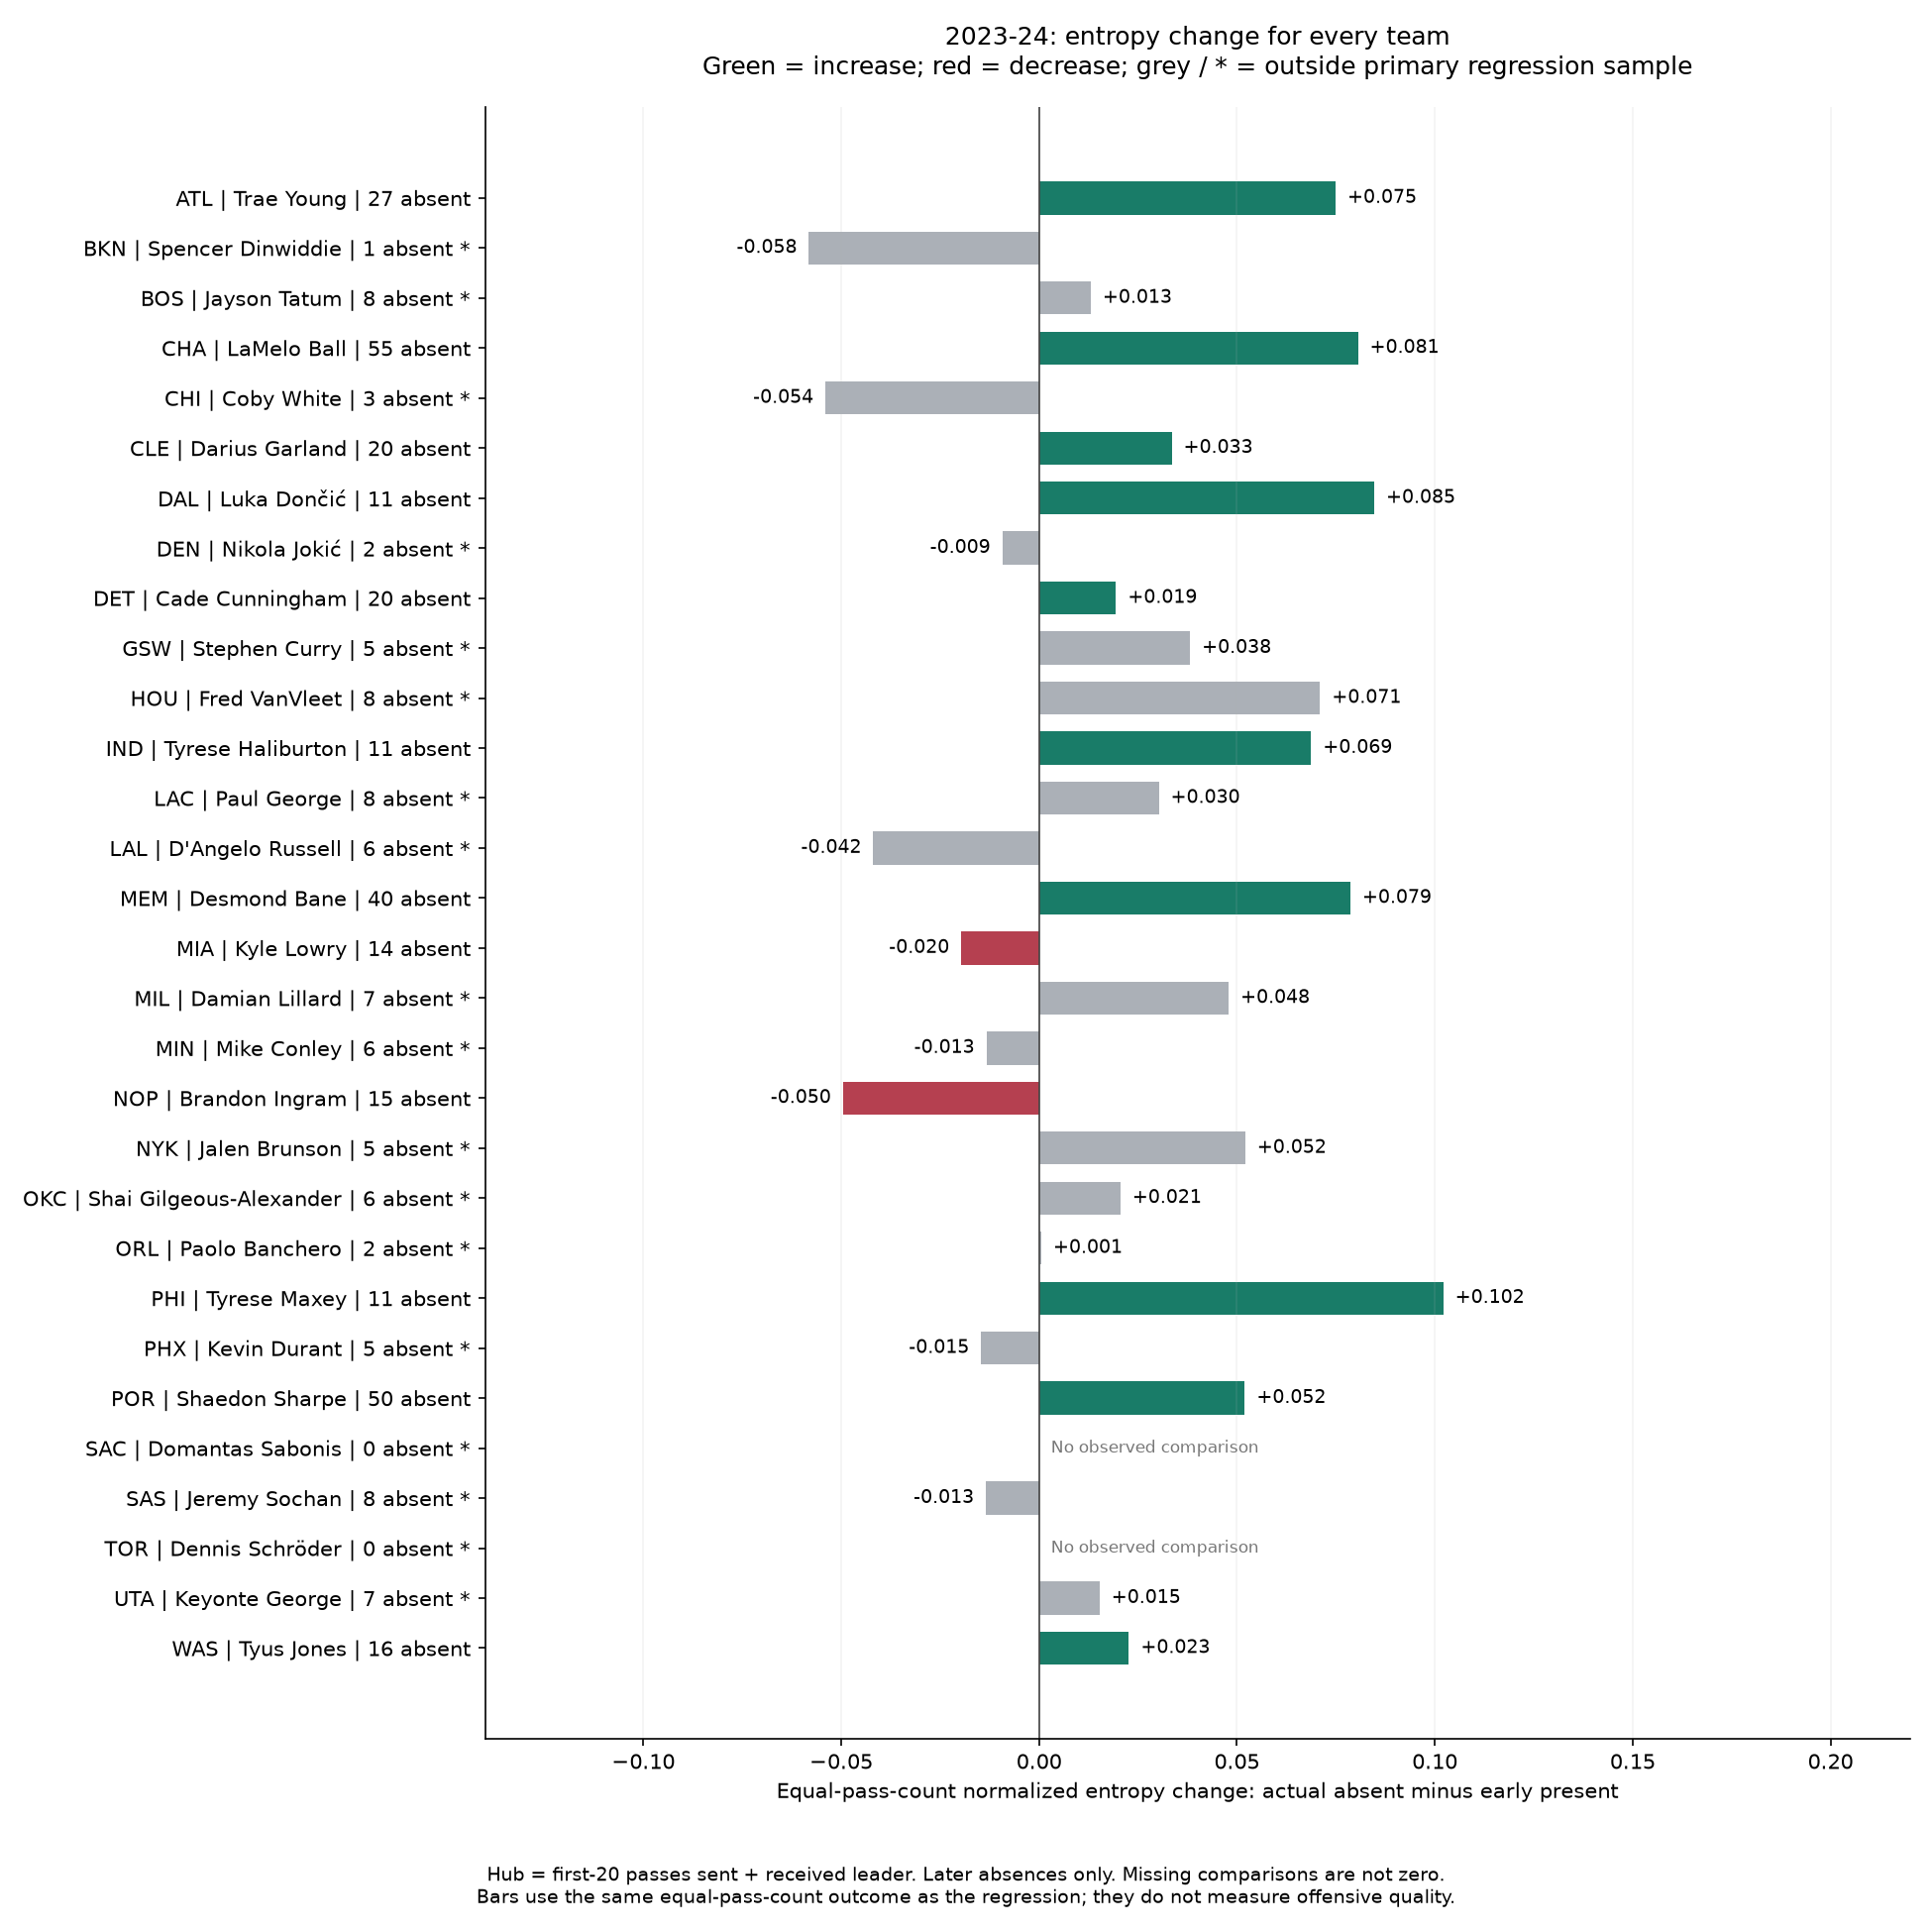 2023-24: entropy change for every team
Green = increase; red = decrease; grey / * = outside primary regression sample
ATL | Trae Young | 27 absent +0.075
BKN | Spencer Dinwiddie | 1 absent * -0.058
BOS | Jayson Tatum | 8 absent * +0.013
CHA | LaMelo Ball | 55 absent +0.081
CHI | Coby White | 3 absent * -0.054
CLE | Darius Garland | 20 absent +0.033
DAL | Luka Dončić | 11 absent +0.085
DEN | Nikola Jokić | 2 absent * -0.009
DET | Cade Cunningham | 20 absent +0.019
GSW | Stephen Curry | 5 absent * +0.038
HOU | Fred VanVleet | 8 absent * +0.071
IND | Tyrese Haliburton | 11 absent +0.069
LAC | Paul George | 8 absent * +0.030
LAL | D'Angelo Russell | 6 absent * -0.042
MEM | Desmond Bane | 40 absent +0.079
MIA | Kyle Lowry | 14 absent -0.020
MIL | Damian Lillard | 7 absent * +0.048
MIN | Mike Conley | 6 absent * -0.013
NOP | Brandon Ingram | 15 absent -0.050
NYK | Jalen Brunson | 5 absent * +0.052
OKC | Shai Gilgeous-Alexander | 6 absent * +0.021
ORL | Paolo Banchero | 2 absent * +0.001
PHI | Tyrese Maxey | 11 absent +0.102
PHX | Kevin Durant | 5 absent * -0.015
POR | Shaedon Sharpe | 50 absent +0.052
SAC | Domantas Sabonis | 0 absent * No observed comparison
SAS | Jeremy Sochan | 8 absent * -0.013
TOR | Dennis Schröder | 0 absent * No observed comparison
UTA | Keyonte George | 7 absent * +0.015
WAS | Tyus Jones | 16 absent +0.023
−0.10 −0.05 0.00 0.05 0.10 0.15 0.20
Equal-pass-count normalized entropy change: actual absent minus early present
Hub = first-20 passes sent + received leader. Later absences only. Missing comparisons are not zero.
Bars use the same equal-pass-count outcome as the regression; they do not measure offensive quality.